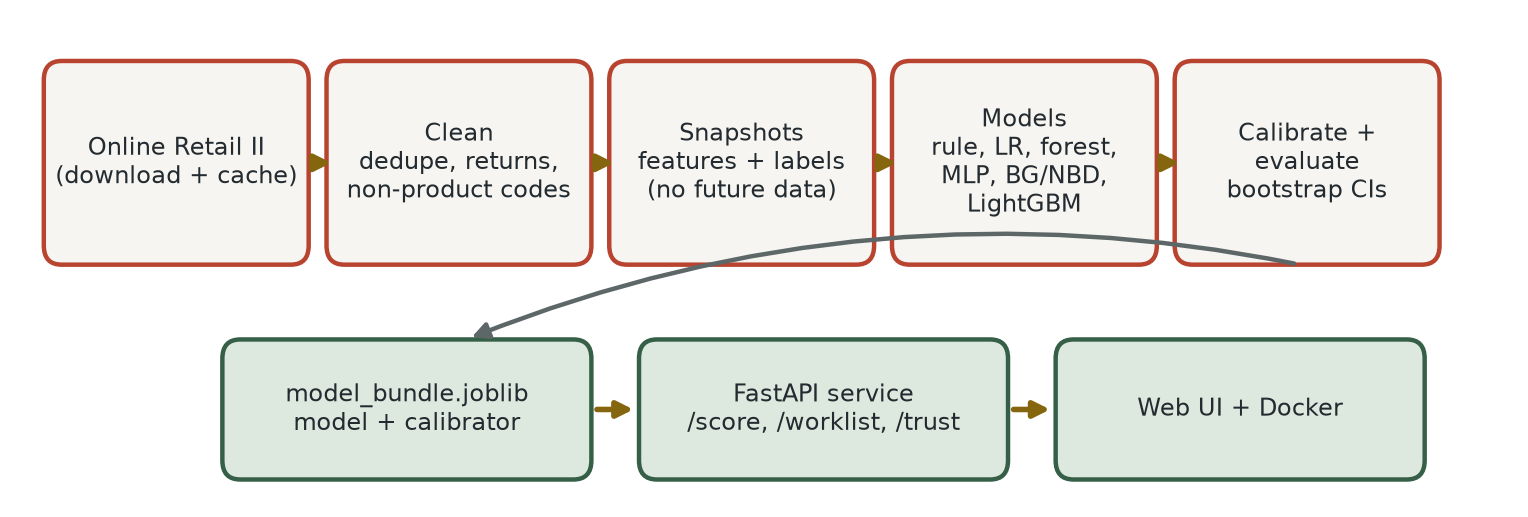 Online Retail II
(download + cache)
Clean
dedupe, returns,
non-product codes
Snapshots
features + labels
(no future data)
Models
rule, LR, forest,
MLP, BG/NBD,
LightGBM
Calibrate +
evaluate
bootstrap CIs
model_bundle.joblib
model + calibrator
FastAPI service
/score, /worklist, /trust
Web UI + Docker